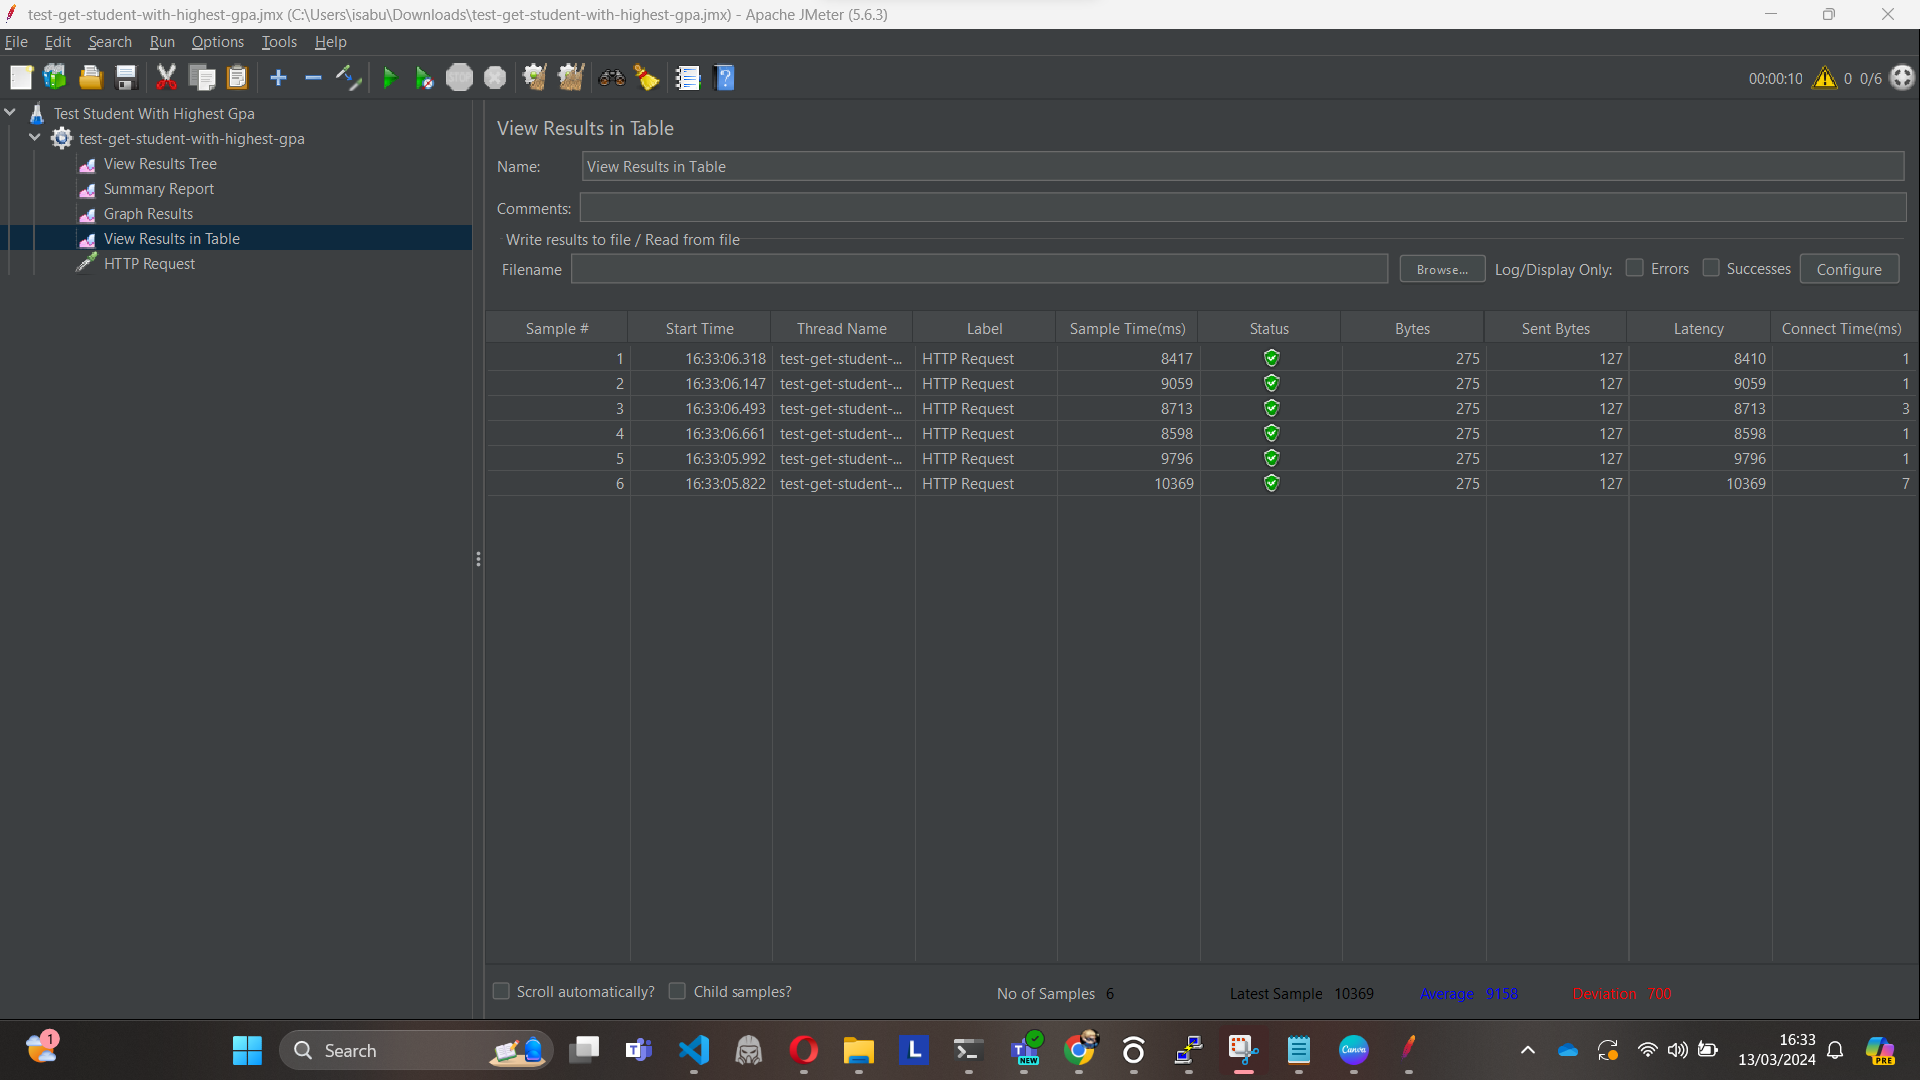 test-get-student-with-highest-gpa.jmx (C:\Users\isabu\Downloads\test-get-student-with-highest-gpa.jmx) - Apache JMeter (5.6.3)
File Edit Search Run Options Tools Help
STOP
00:00:10 0 0/6
Test Student With Highest Gpa
test-get-student-with-highest-gpa
View Results Tree
Summary Report
Graph Results
View Results in Table
HTTP Request
View Results in Table
Name: View Results in Table
Comments:
Write results to file / Read from file
Filename Browse... Log/Display Only: Errors Successes Configure
Sample # Start Time Thread Name Label Sample Time(ms) Status Bytes Sent Bytes Latency Connect Time(ms)
1 16:33:06.318 test-get-student-... HTTP Request 8417 275 127 8410 1
2 16:33:06.147 test-get-student-... HTTP Request 9059 275 127 9059 1
3 16:33:06.493 test-get-student-... HTTP Request 8713 275 127 8713 3
4 16:33:06.661 test-get-student-... HTTP Request 8598 275 127 8598 1
5 16:33:05.992 test-get-student-... HTTP Request 9796 275 127 9796 1
6 16:33:05.822 test-get-student-... HTTP Request 10369 275 127 10369 7
Scroll automatically? Child samples? No of Samples 6 Latest Sample 10369 Average 9158 Deviation 700
1
Search
L
NEW
Canva
16:33
13/03/2024
PRE